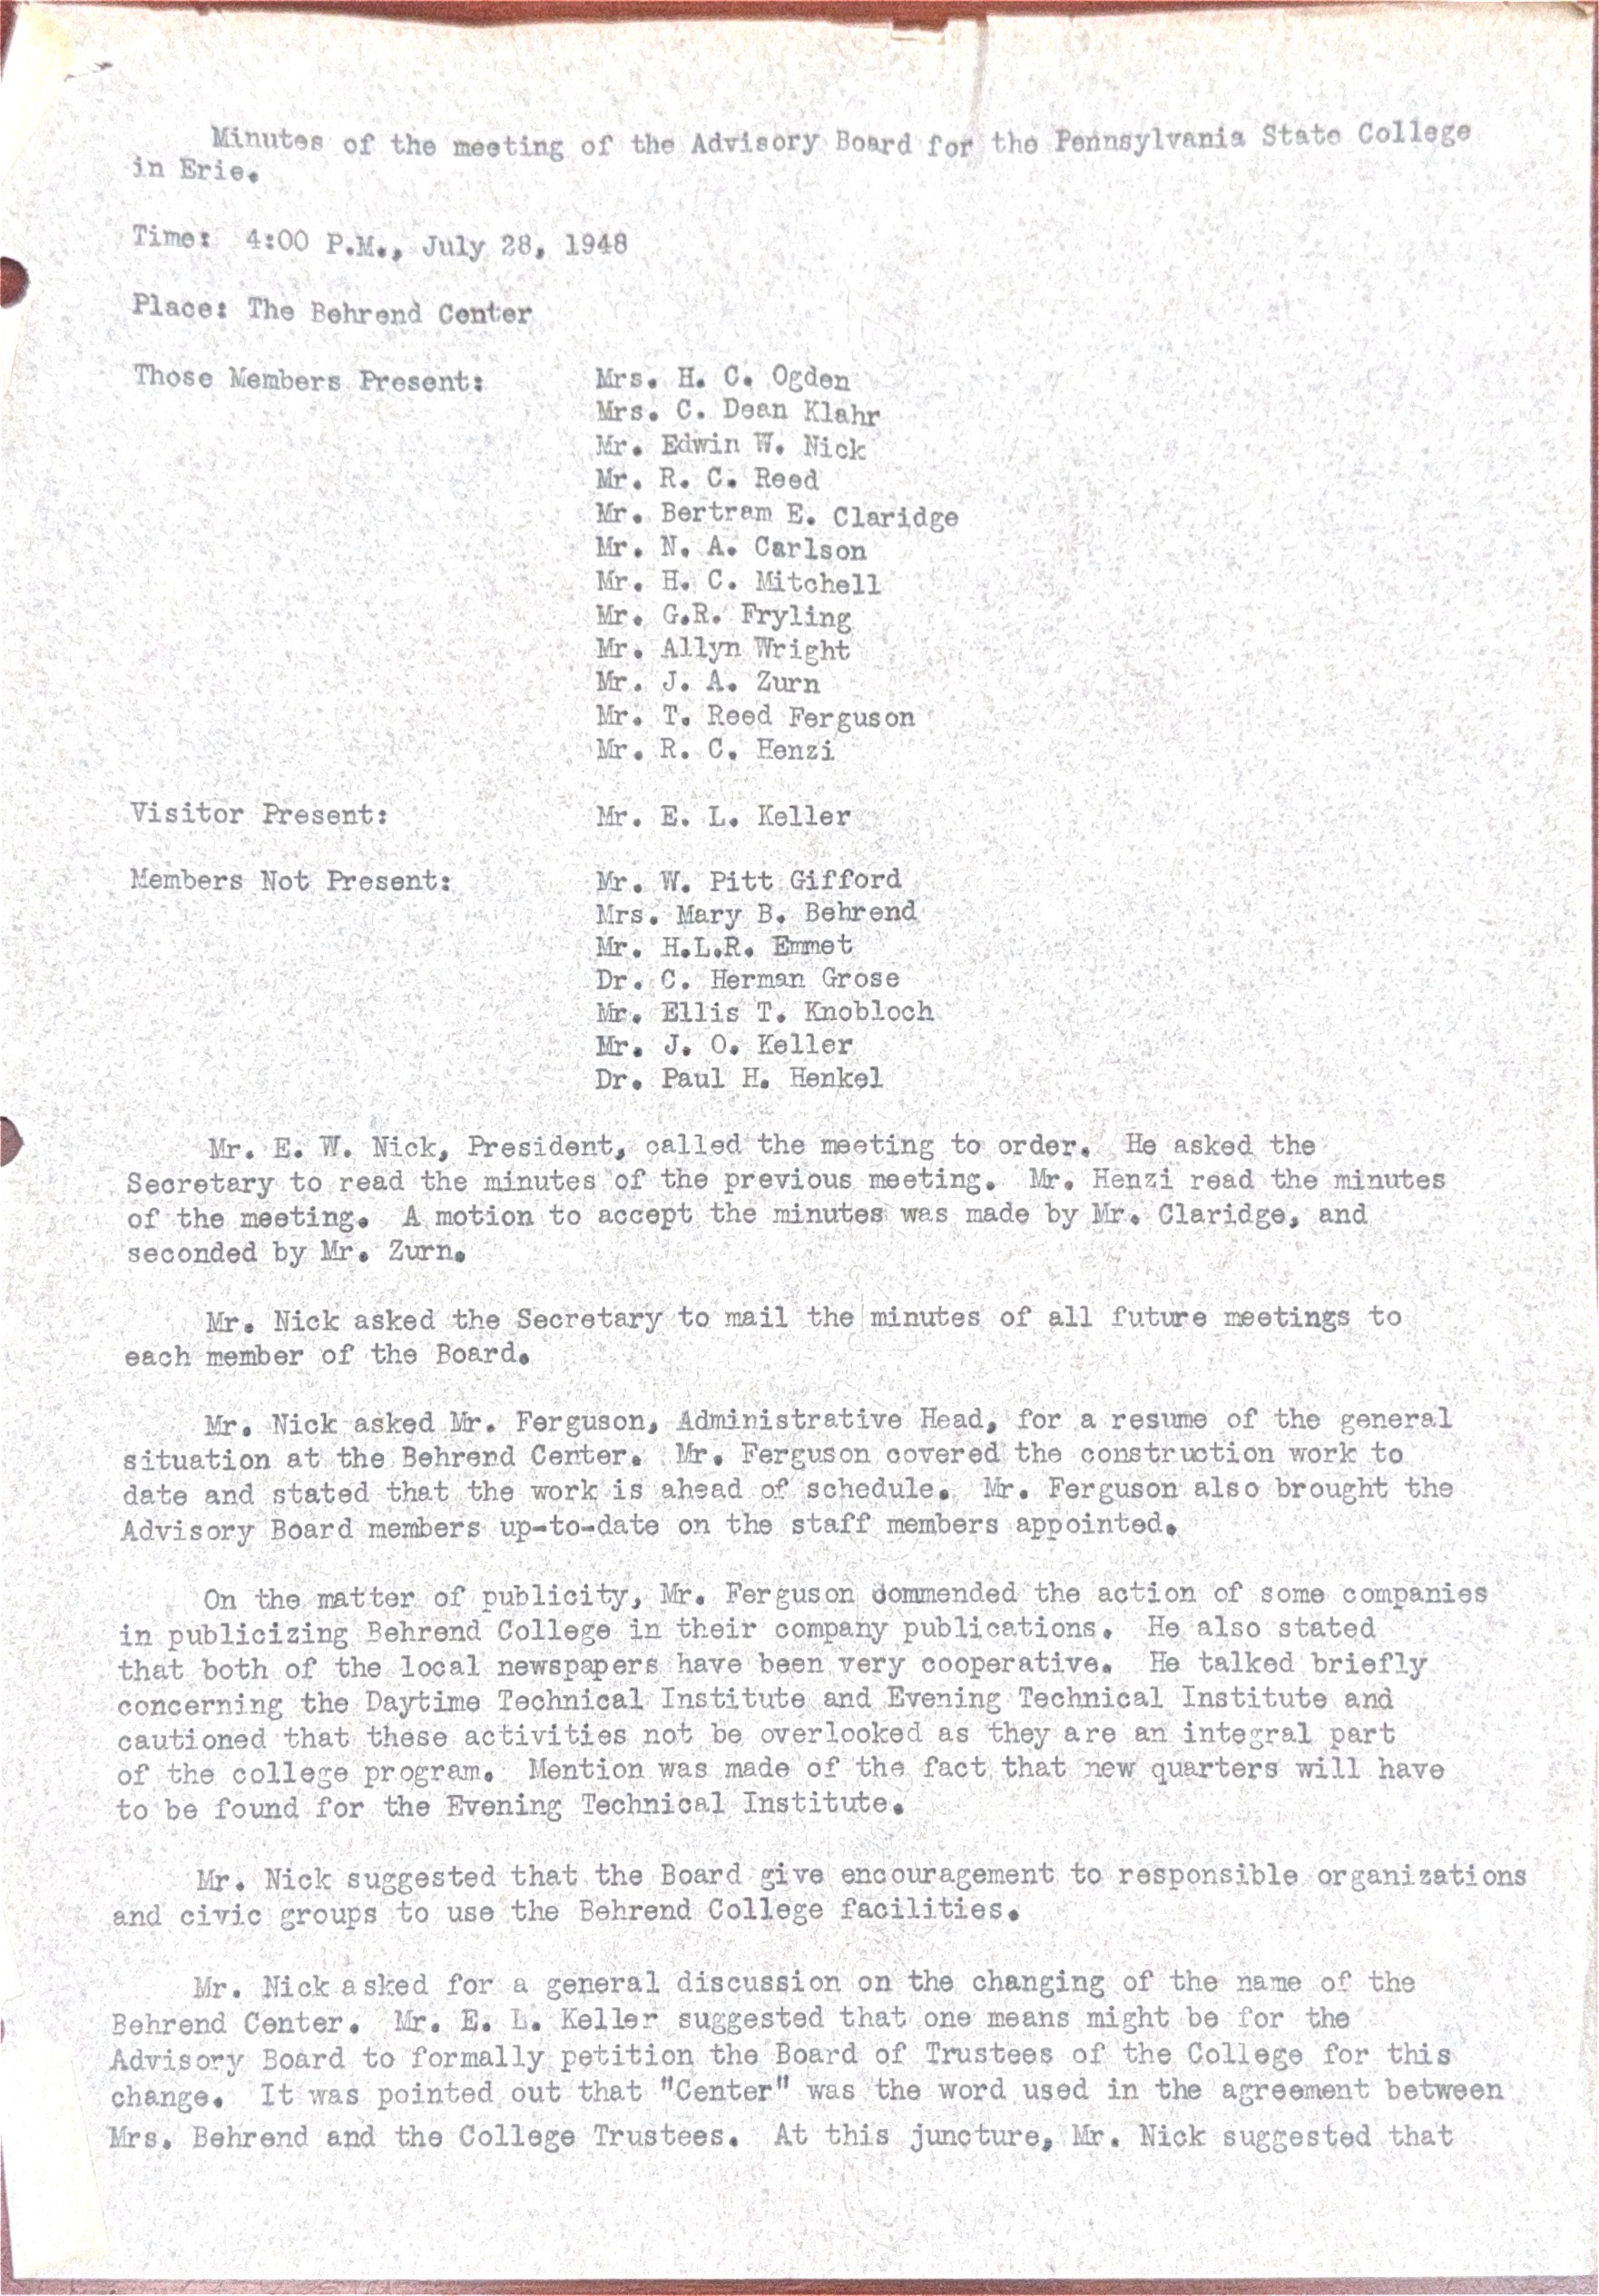 Minutes of the meeting of the Advisory Board for the Pennsylvania State College
in Erie.
Time: 4:00 P.M., July 28, 1948
Place: The Behrend Center
Those Members Present: Mrs. H. C. Ogden
Mrs. C. Dean Klahr
Mr. Edwin W. Nick
Mr. R. C. Reed
Mr. Bertram E. Claridge
Mr. N. A. Carlson
Mr. H. C. Mitchell
Mr. G.R. Fryling
Mr. Allyn Wright
Mr. J. A. Zurn
Mr. T. Reed Ferguson
Mr. R. C. Henzi
Visitor Present: Mr. E. L. Keller
Members Not Present: Mr. W. Pitt Gifford
Mrs. Mary B. Behrend
Mr. H.L.R. Emmet
Dr. C. Herman Grose
Mr. Ellis T. Knobloch
Mr. J. O. Keller
Dr. Paul H. Henkel
Mr. E. W. Nick, President, called the meeting to order. He asked the
Secretary to read the minutes of the previous meeting. Mr. Henzi read the minutes
of the meeting. A motion to accept the minutes was made by Mr. Claridge, and
seconded by Mr. Zurn.
Mr. Nick asked the Secretary to mail the minutes of all future meetings to
each member of the Board.
Mr. Nick asked Mr. Ferguson, Administrative Head, for a resume of the general
situation at the Behrend Center. Mr. Ferguson covered the construction work to
date and stated that the work is ahead of schedule. Mr. Ferguson also brought the
Advisory Board members up-to-date on the staff members appointed.
On the matter of publicity, Mr. Ferguson commended the action of some companies
in publicizing Behrend College in their company publications. He also stated
that both of the local newspapers have been very cooperative. He talked briefly
concerning the Daytime Technical Institute and Evening Technical Institute and
cautioned that these activities not be overlooked as they are an integral part
of the college program. Mention was made of the fact that new quarters will have
to be found for the Evening Technical Institute.
Mr. Nick suggested that the Board give encouragement to responsible organizations
and civic groups to use the Behrend College facilities.
Mr. Nick asked for a general discussion on the changing of the name of the
Behrend Center. Mr. E. L. Keller suggested that one means might be for the
Advisory Board to formally petition the Board of Trustees of the College for this
change. It was pointed out that "Center" was the word used in the agreement between
Mrs. Behrend and the College Trustees. At this juncture, Mr. Nick suggested that